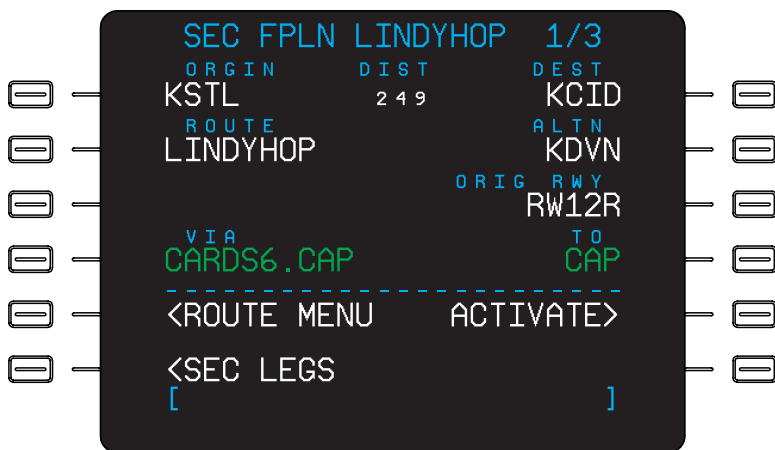 SEC FPLN LINDYHOP 1/3
ORGIN DIST DEST
KSTL 249 KCID
ROUTE ALTN
LINDYHOP KDVN
ORIG RWY
RW12R
VIA TO
CARDS6.CAP CAP
------------------------
<ROUTE MENU ACTIVATE>
<SEC LEGS
[ ]